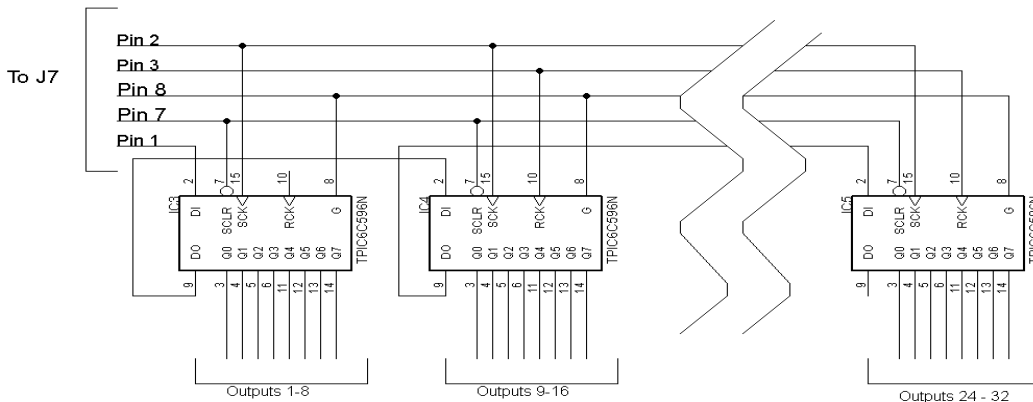 To J7
Pin 2
Pin 3
Pin 8
Pin 7
Pin 1
2
7
15
10
8
IC3
DI
SCLR
SCK
RCK
G
TPIC6C596N
DO
Q0
Q1
Q2
Q3
Q4
Q5
Q6
Q7
9
3
4
5
6
11
12
13
14
Outputs 1-8
2
7
15
10
8
IC4
DI
SCLR
SCK
RCK
G
TPIC6C596N
DO
Q0
Q1
Q2
Q3
Q4
Q5
Q6
Q7
9
3
4
5
6
11
12
13
14
Outputs 9-16
2
7
15
10
8
IC5
DI
SCLR
SCK
RCK
G
TPIC6C596N
DO
Q0
Q1
Q2
Q3
Q4
Q5
Q6
Q7
9
3
4
5
6
11
12
13
14
Outputs 24 - 32